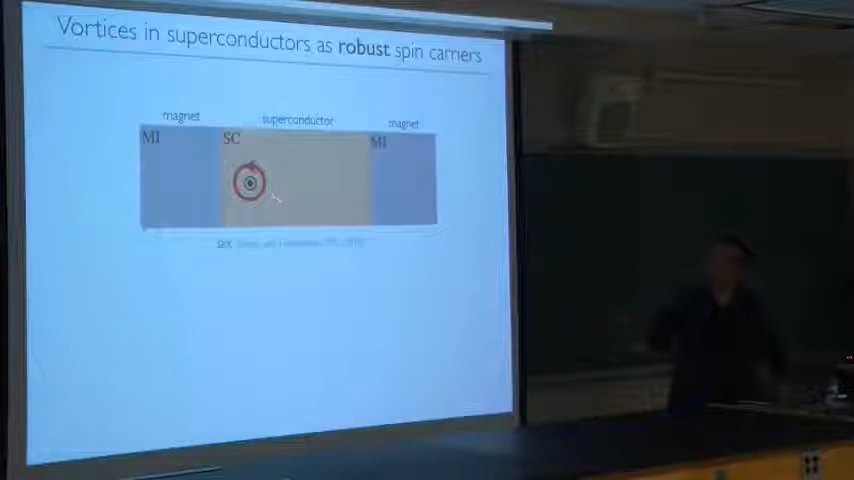 Vortices in superconductors as robust spin carriers
magnet superconductor magnet
MI SC MI